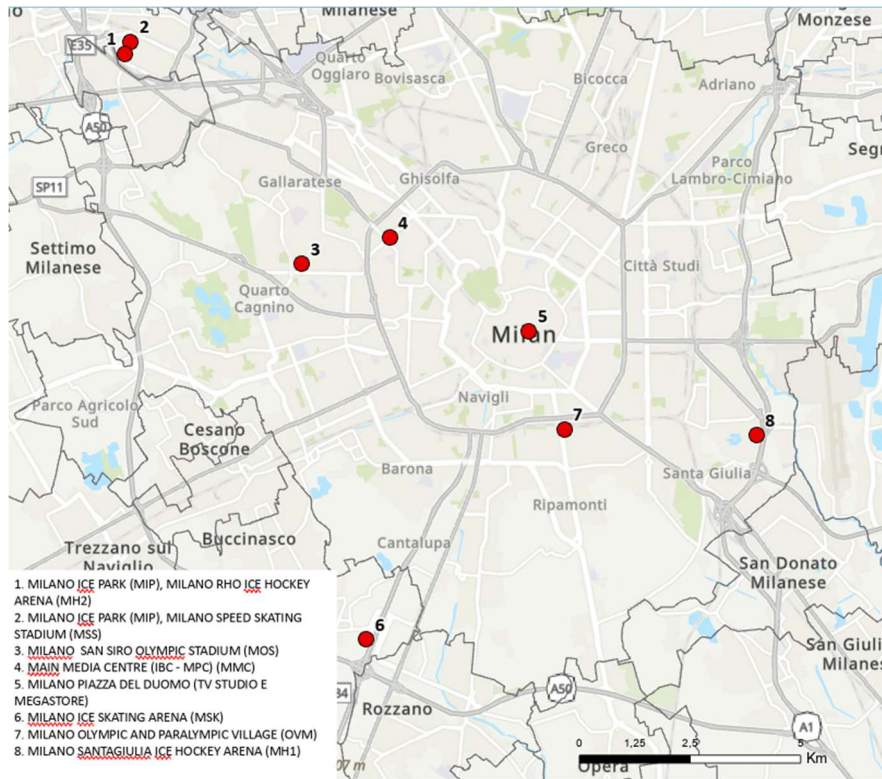 Milanese
Monzese
1
2
E35
Quarto
Oggiaro
Bovisasca
Bicocca
Adriano
A50
Greco
Parco
Lambro-Cimiano
SP11
Gallaratese
Ghisolfa
4
Settimo
Milanese
3
Città Studi
Quarto
Cagnino
5
Milan
Navigli
Parco Agricolo
Sud
Cesano
Boscone
7
8
Barona
Santa Giulia
Ripamonti
Trezzano sul
Naviglio
Buccinasco
Cantalupa
San Donato
Milanese
6
Rozzano
A50
A1
Opera
0 1,25 2,5 5
Km
1. MILANO ICE PARK (MIP), MILANO RHO ICE HOCKEY
ARENA (MH2)
2. MILANO ICE PARK (MIP), MILANO SPEED SKATING
STADIUM (MSS)
3. MILANO SAN SIRO OLYMPIC STADIUM (MOS)
4. MAIN MEDIA CENTRE (IBC - MPC) (MMC)
5. MILANO PIAZZA DEL DUOMO (TV STUDIO E
MEGASTORE)
6. MILANO ICE SKATING ARENA (MSK)
7. MILANO OLYMPIC AND PARALYMPIC VILLAGE (OVM)
8. MILANO SANTAGIULIA ICE HOCKEY ARENA (MH1)